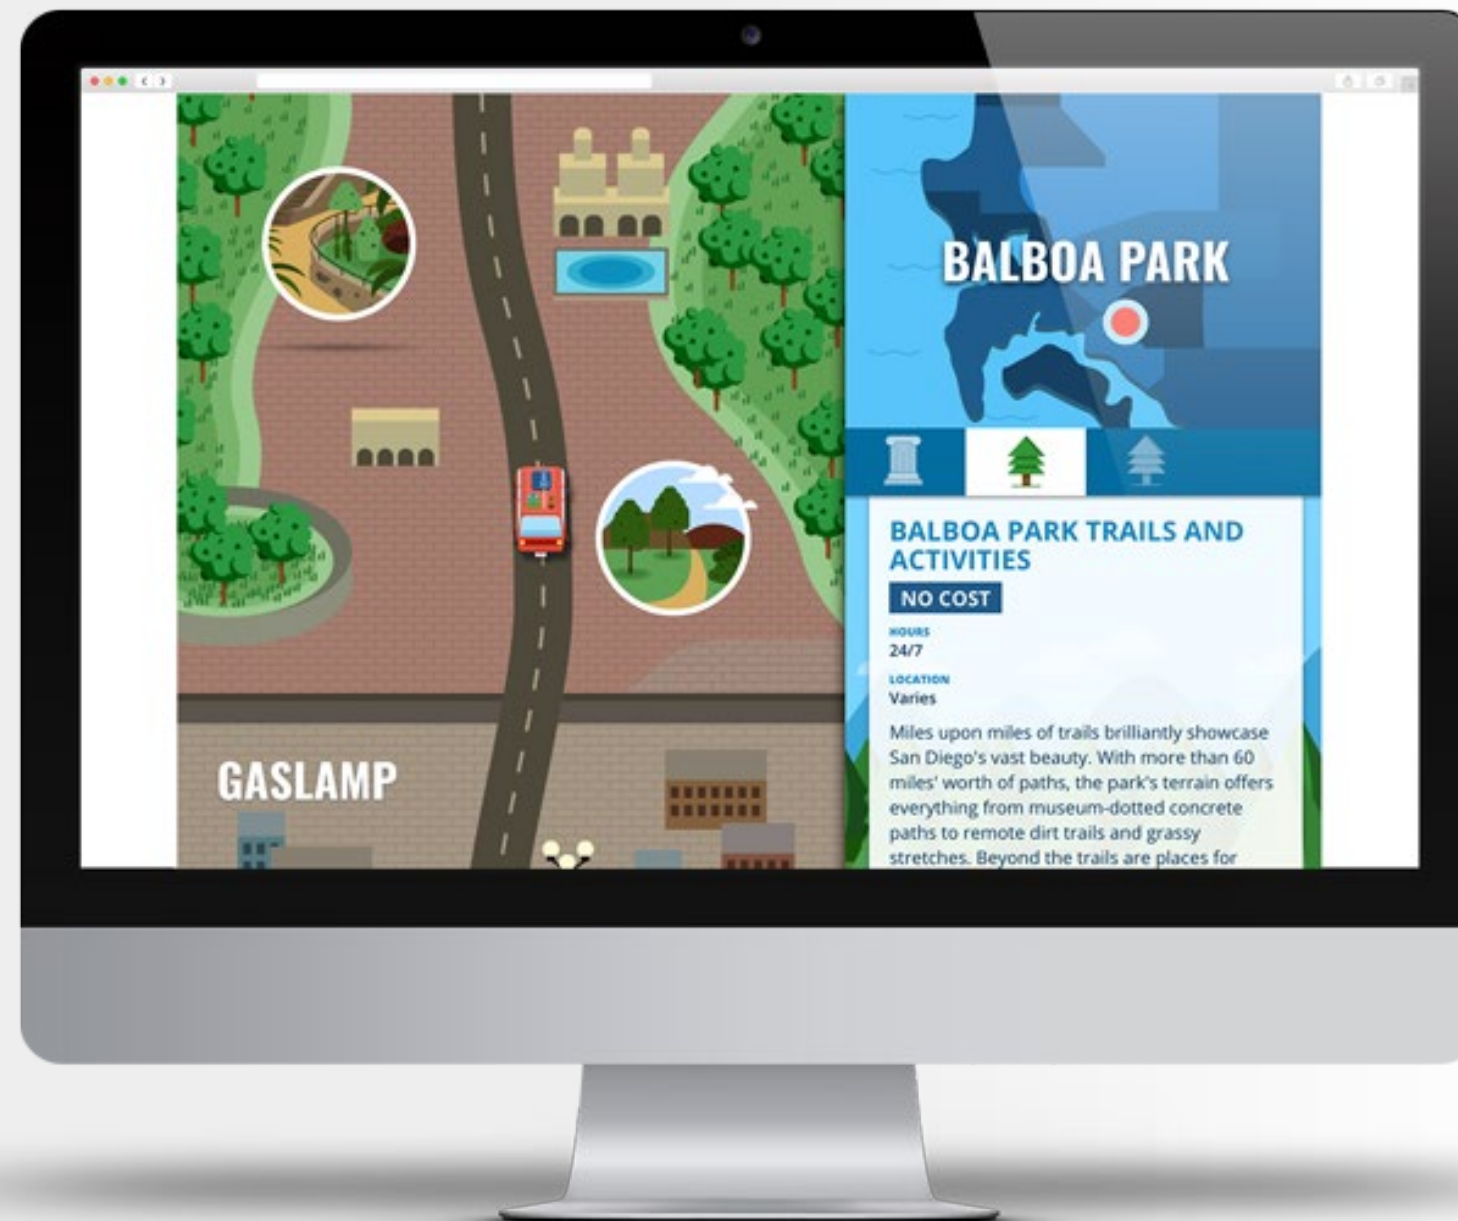 BALBOA PARK
BALBOA PARK TRAILS AND
ACTIVITIES
NO COST
HOURS
24/7
LOCATION
Varies
Miles upon miles of trails brilliantly showcase
San Diego's vast beauty. With more than 60
miles' worth of paths, the park's terrain offers
everything from museum-dotted concrete
paths to remote dirt trails and grassy
stretches. Beyond the trails are places for
GASLAMP